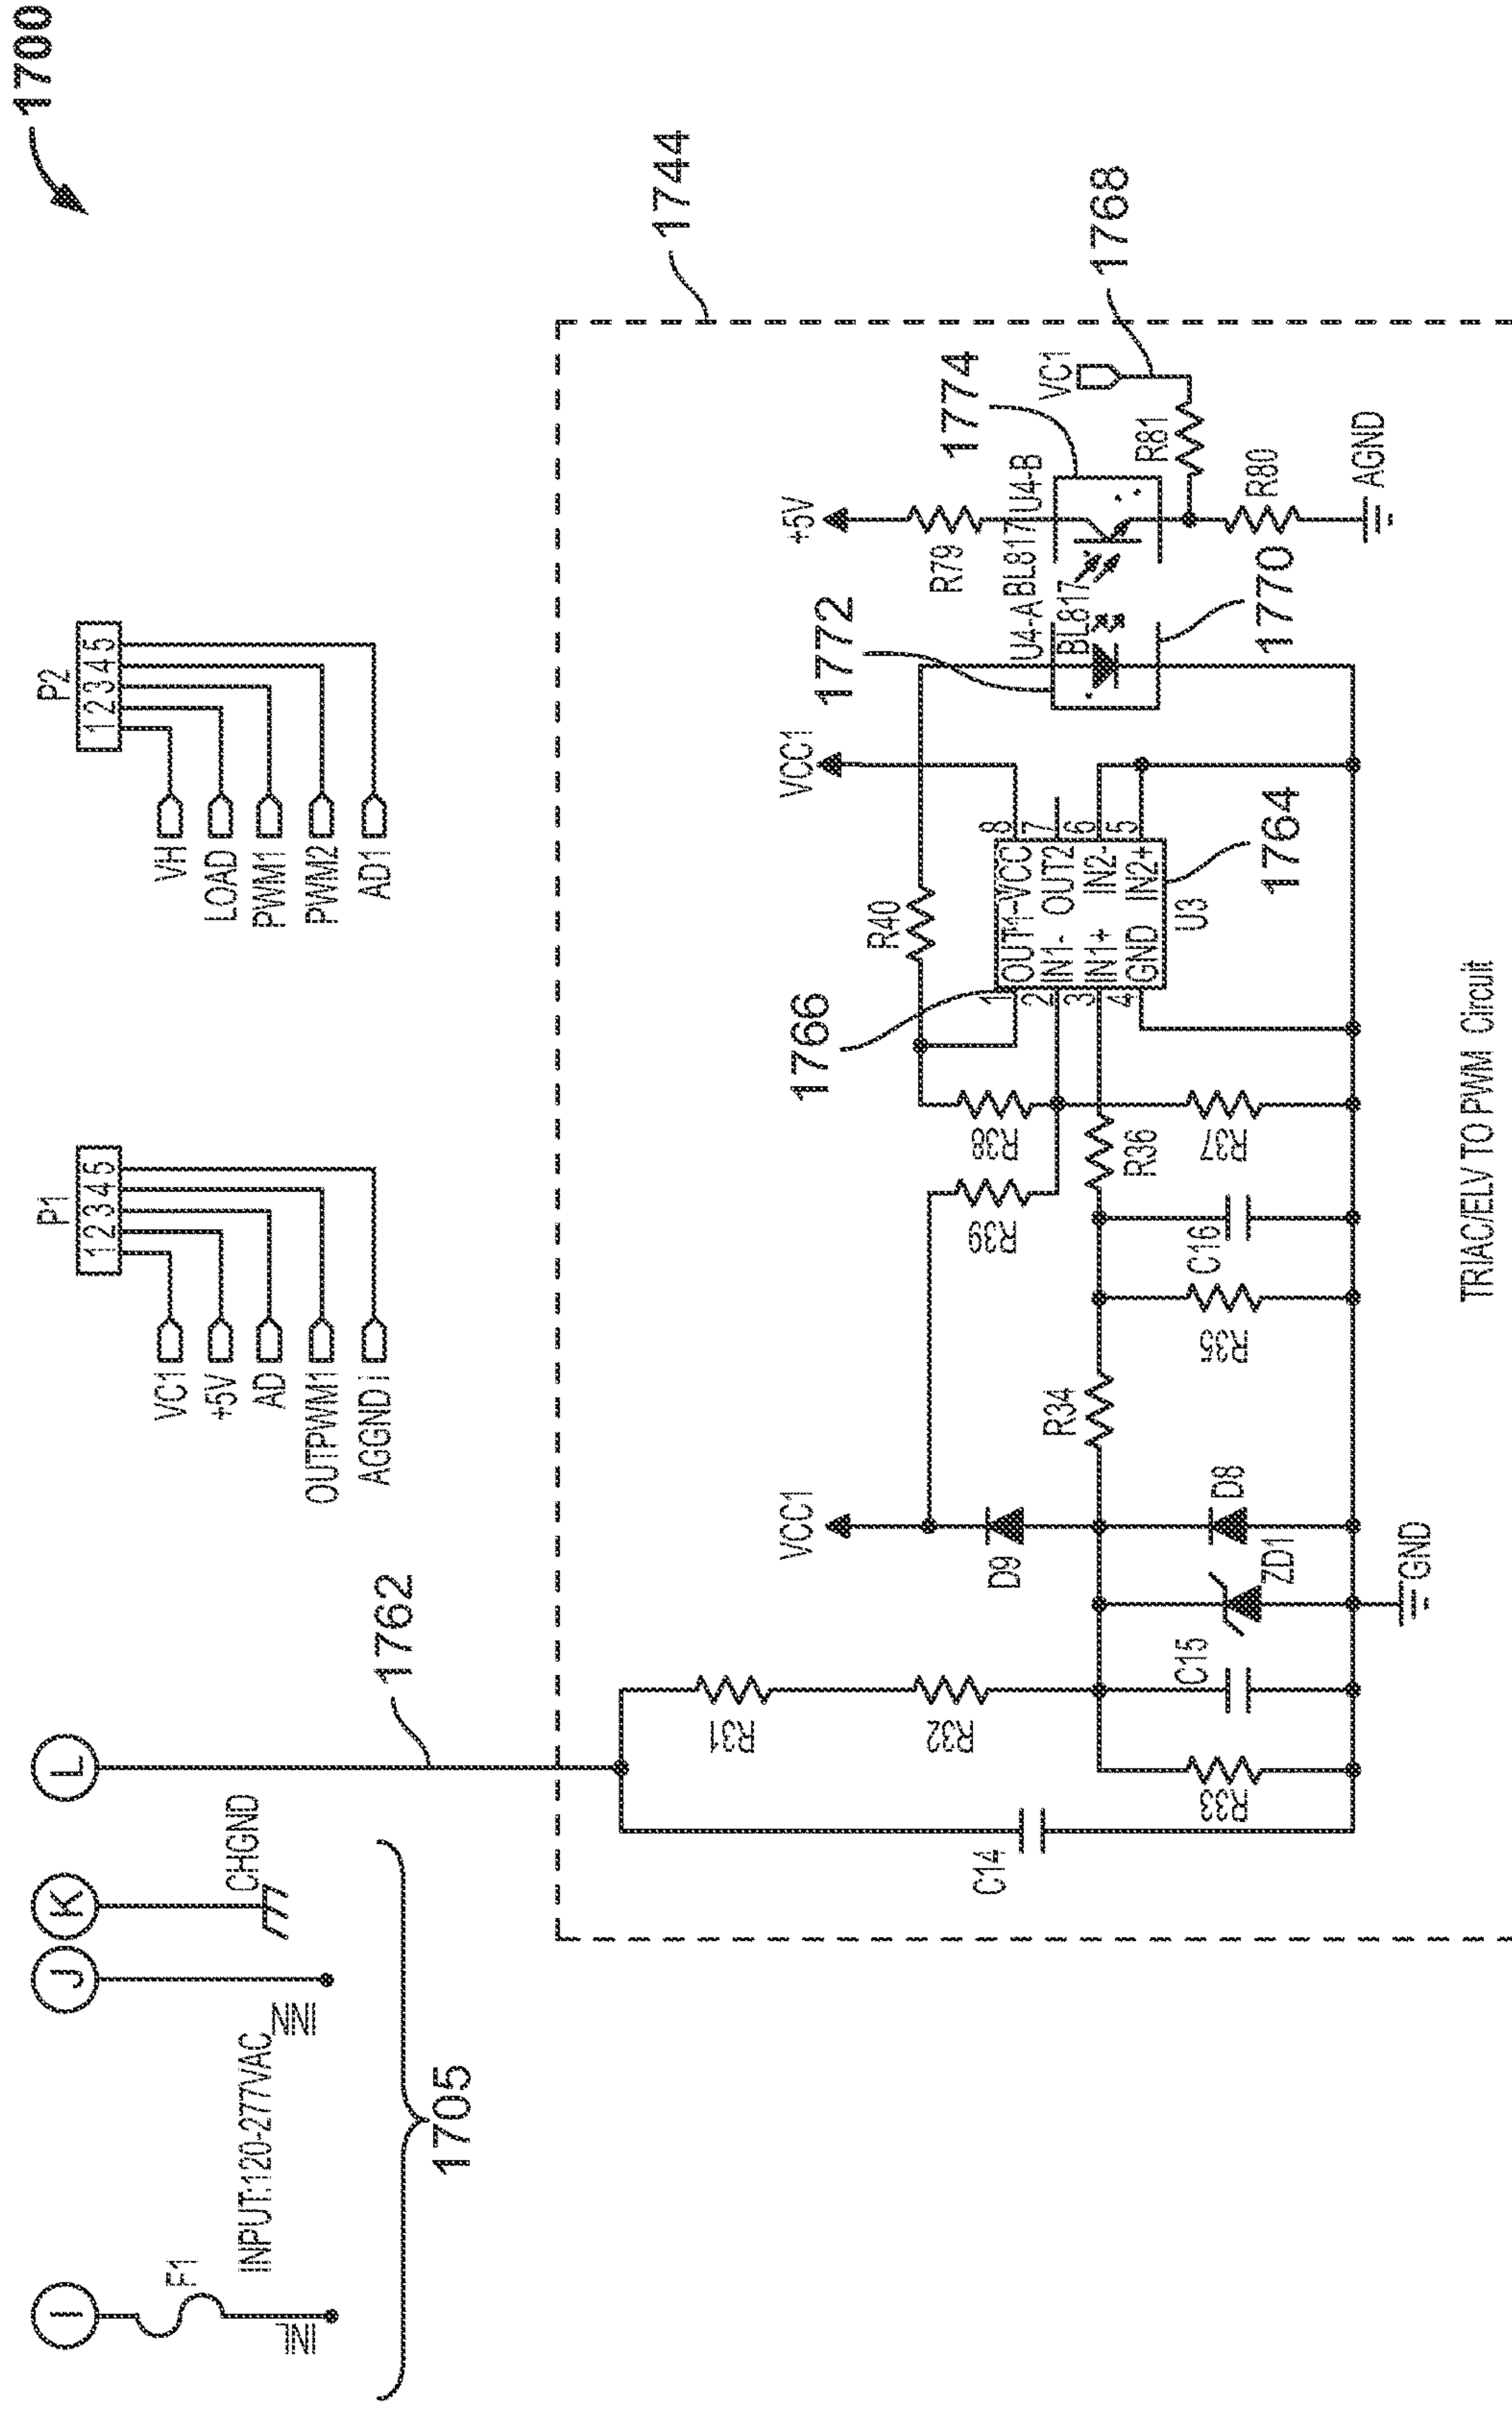 1700
I
F1
INL
INPUT:120-277VAC
J
INN
K
CHGND
1705
L
1762
P1
1 2 3 4 5
VC1
+5V
AD
OUTPWM1
AGGND
P2
1 2 3 4 5
VH
LOAD
PWM1
PWM2
AD1
1744
R31
R32
C14
R33
C15
ZD1
GND
VCC1
D9
D8
R34
R35
C16
R39
R38
R36
R37
1766
R40
1 OUT1 VCC 8
2 IN1- OUT2 7
3 IN1+ IN2- 6
4 GND IN2+ 5
U3
1764
VCC1
1772
U4-A
BL817
1770
+5V
R79
BL817 U4-B
1774
VC1
1768
R81
R80
AGND
TRIAC/ELV TO PWM Circuit